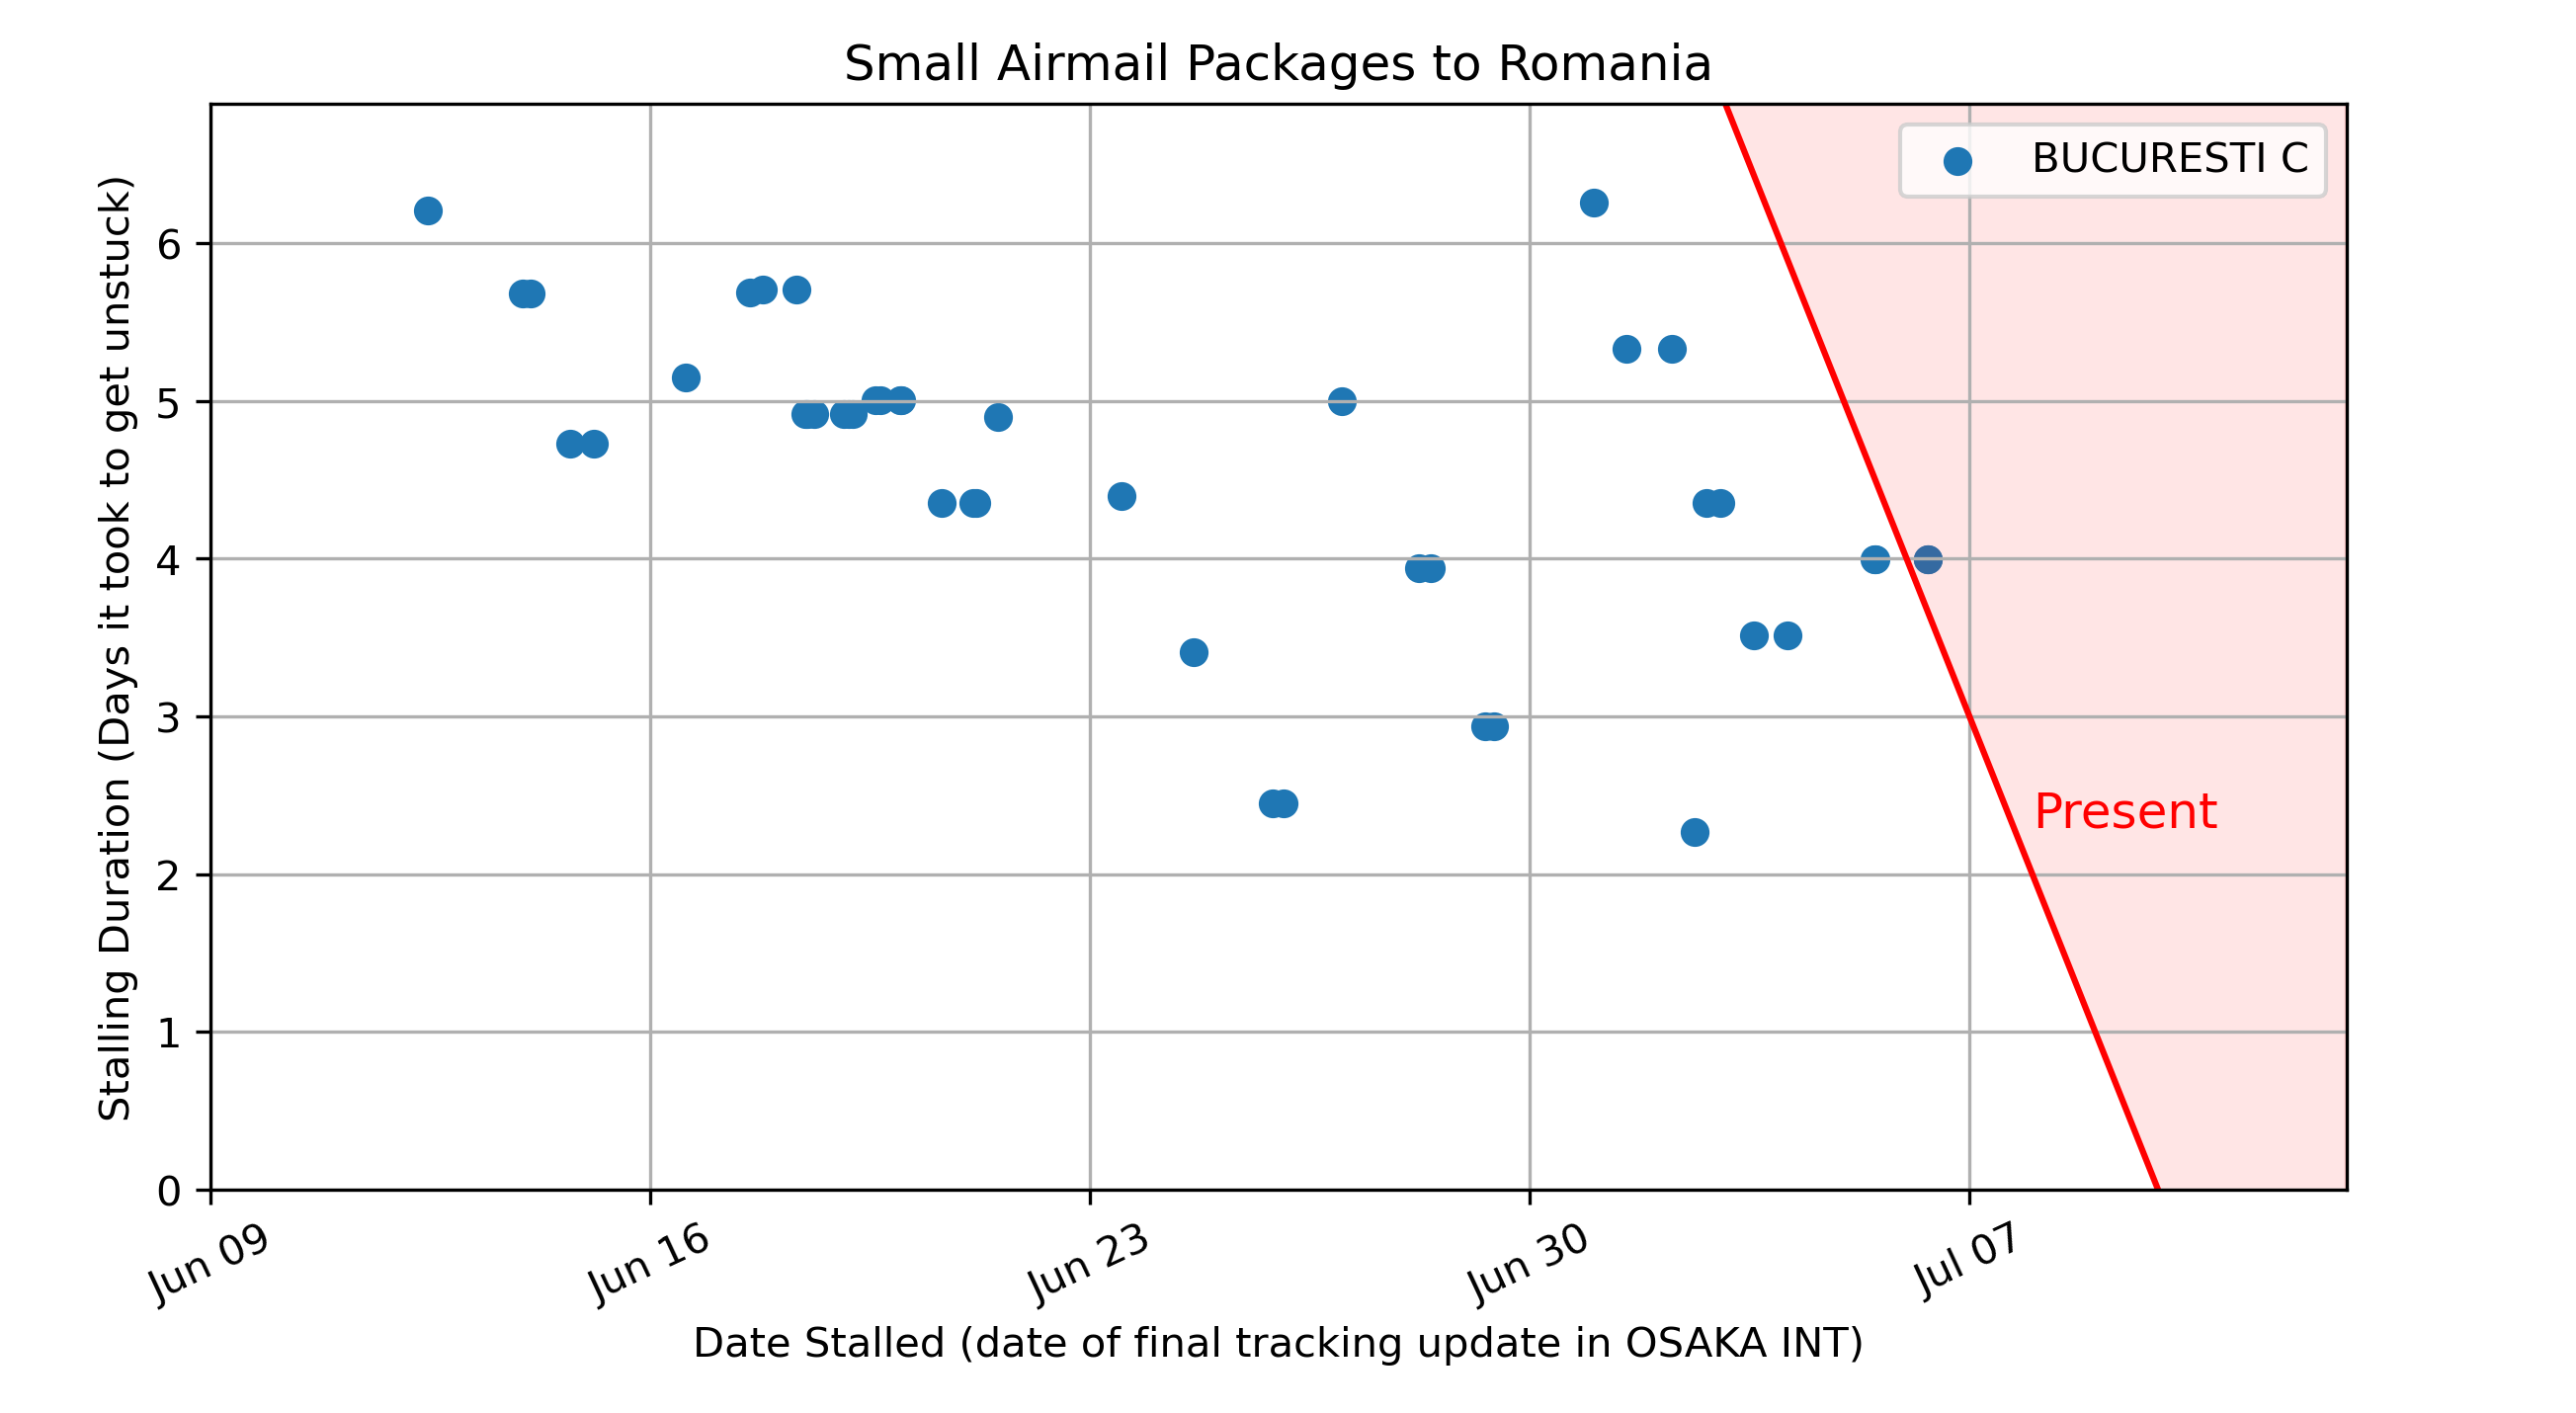 Small Airmail Packages to Romania
BUCURESTI C
Stalling Duration (Days it took to get unstuck)
6
5
4
3
2
1
0
Present
Jun 09
Jun 16
Jun 23
Jun 30
Jul 07
Date Stalled (date of final tracking update in OSAKA INT)